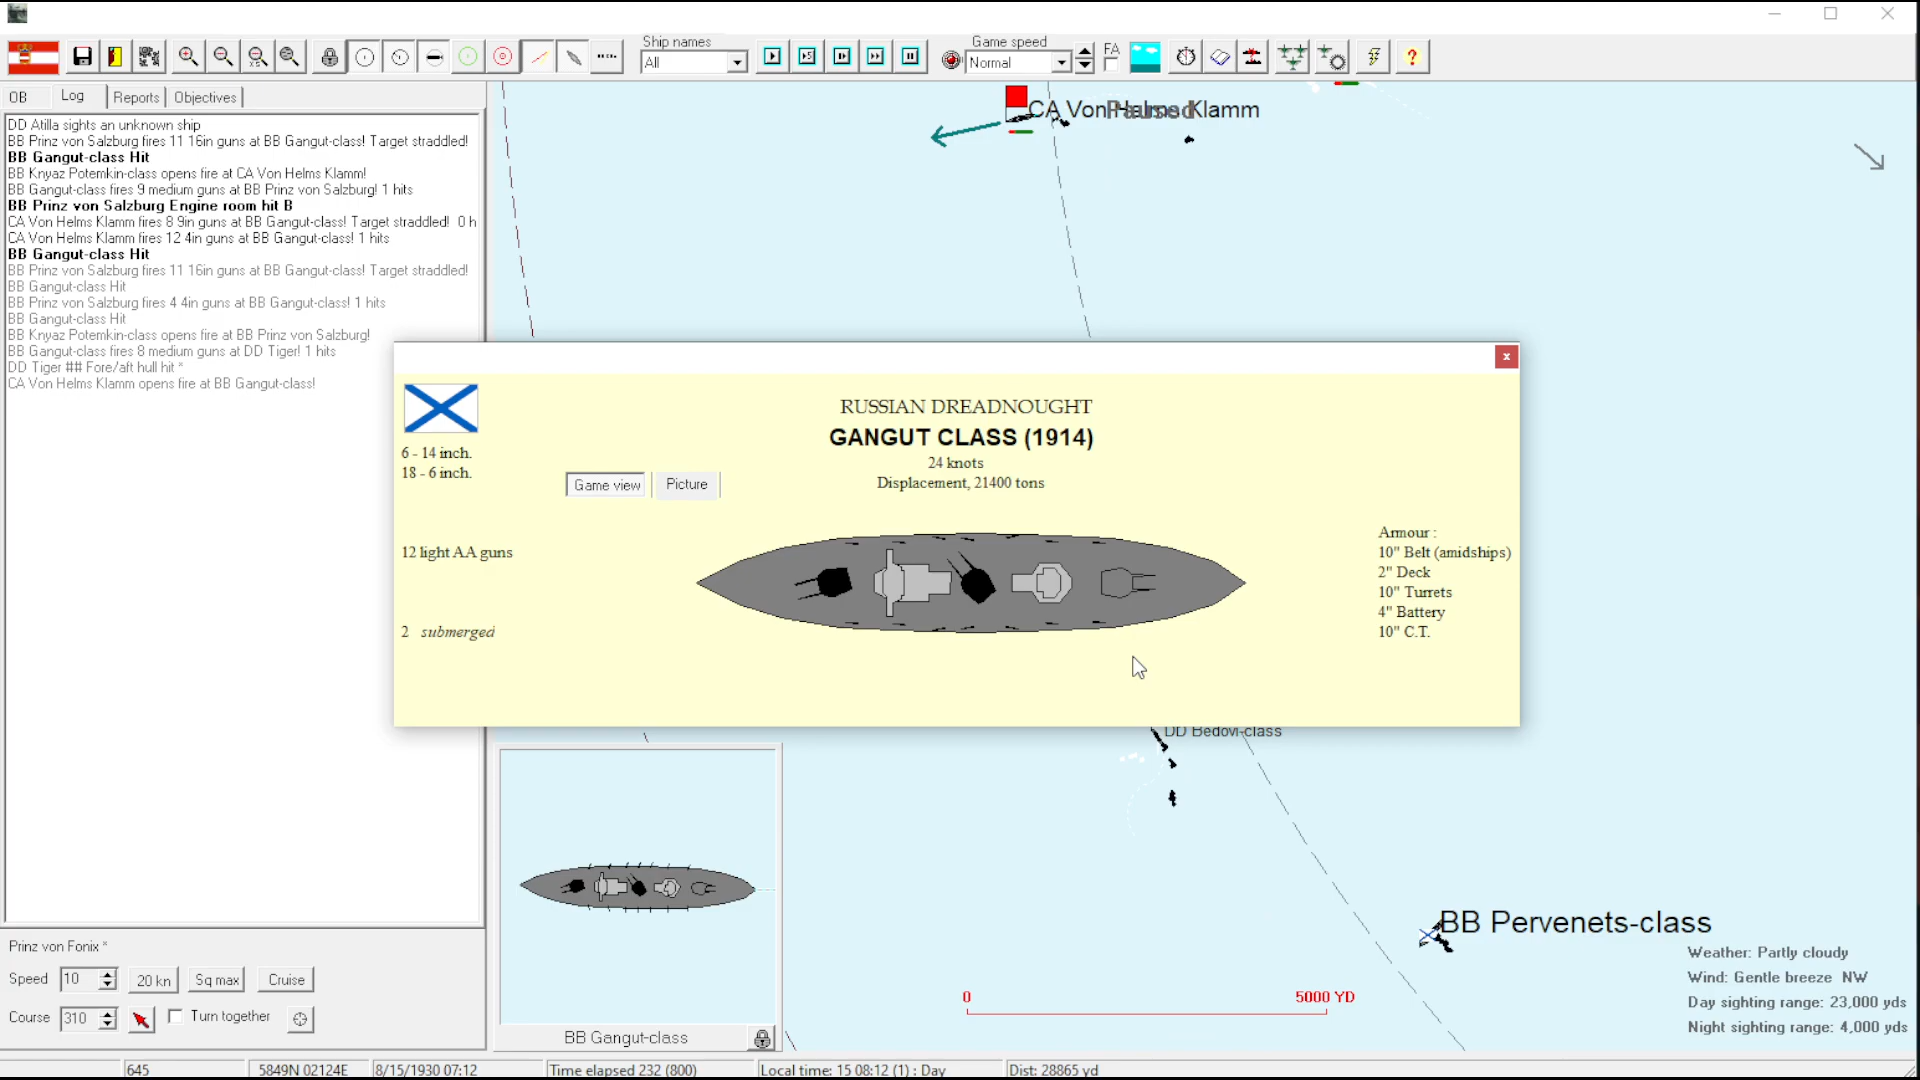 Ship names
All
Game speed
Normal
FA
OB
Log
Reports
Objectives
DD Atilla sights an unknown ship
BB Prinz von Salzburg fires 11 16in guns at BB Gangut-class! Target straddled!
BB Gangut-class Hit
BB Knyaz Potemkin-class opens fire at CA Von Helms Klamm!
BB Gangut-class fires 9 medium guns at BB Prinz von Salzburg! 1 hits
BB Prinz von Salzburg Engine room hit B
CA Von Helms Klamm fires 8 9in guns at BB Gangut-class! Target straddled! 0 h
CA Von Helms Klamm fires 12 4in guns at BB Gangut-class! 1 hits
BB Gangut-class Hit
BB Prinz von Salzburg fires 11 16in guns at BB Gangut-class! Target straddled!
BB Gangut-class Hit
BB Prinz von Salzburg fires 4 4in guns at BB Gangut-class! 1 hits
BB Gangut-class Hit
BB Knyaz Potemkin-class opens fire at BB Prinz von Salzburg!
BB Gangut-class fires 8 medium guns at DD Tiger! 1 hits
DD Tiger ## Fore/aft hull hit *
CA Von Helms Klamm opens fire at BB Gangut-class!
CA Von Helms Klamm
Paused
RUSSIAN DREADNOUGHT
GANGUT CLASS (1914)
24 knots
Displacement, 21400 tons
6 - 14 inch.
18 - 6 inch.
Game view
Picture
12 light AA guns
2 submerged
Armour :
10" Belt (amidships)
2" Deck
10" Turrets
4" Battery
10" C.T.
DD Bedovi-class
BB Pervenets-class
Weather: Partly cloudy
Wind: Gentle breeze NW
Day sighting range: 23,000 yds
Night sighting range: 4,000 yds
0
5000 YD
BB Gangut-class
Prinz von Fonix *
Speed
10
20 kn
Sq max
Cruise
Course
310
Turn together
645
5849N 02124E
8/15/1930 07:12
Time elapsed 232 (800)
Local time: 15 08:12 (1) : Day
Dist: 28865 yd